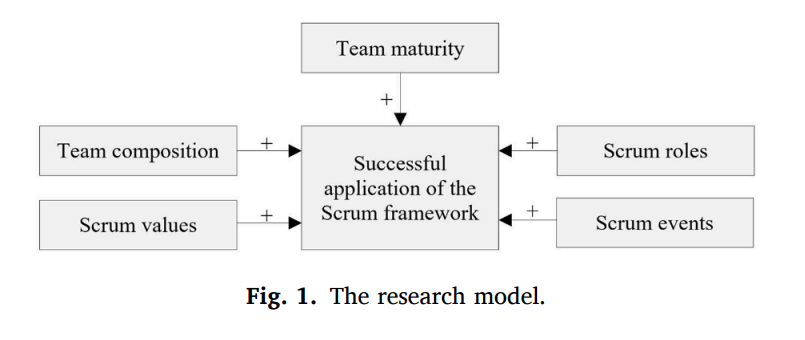 Team maturity
+
Team composition
+
Successful
application of the
Scrum framework
+
Scrum roles
Scrum values
+
+
Scrum events
Fig. 1. The research model.